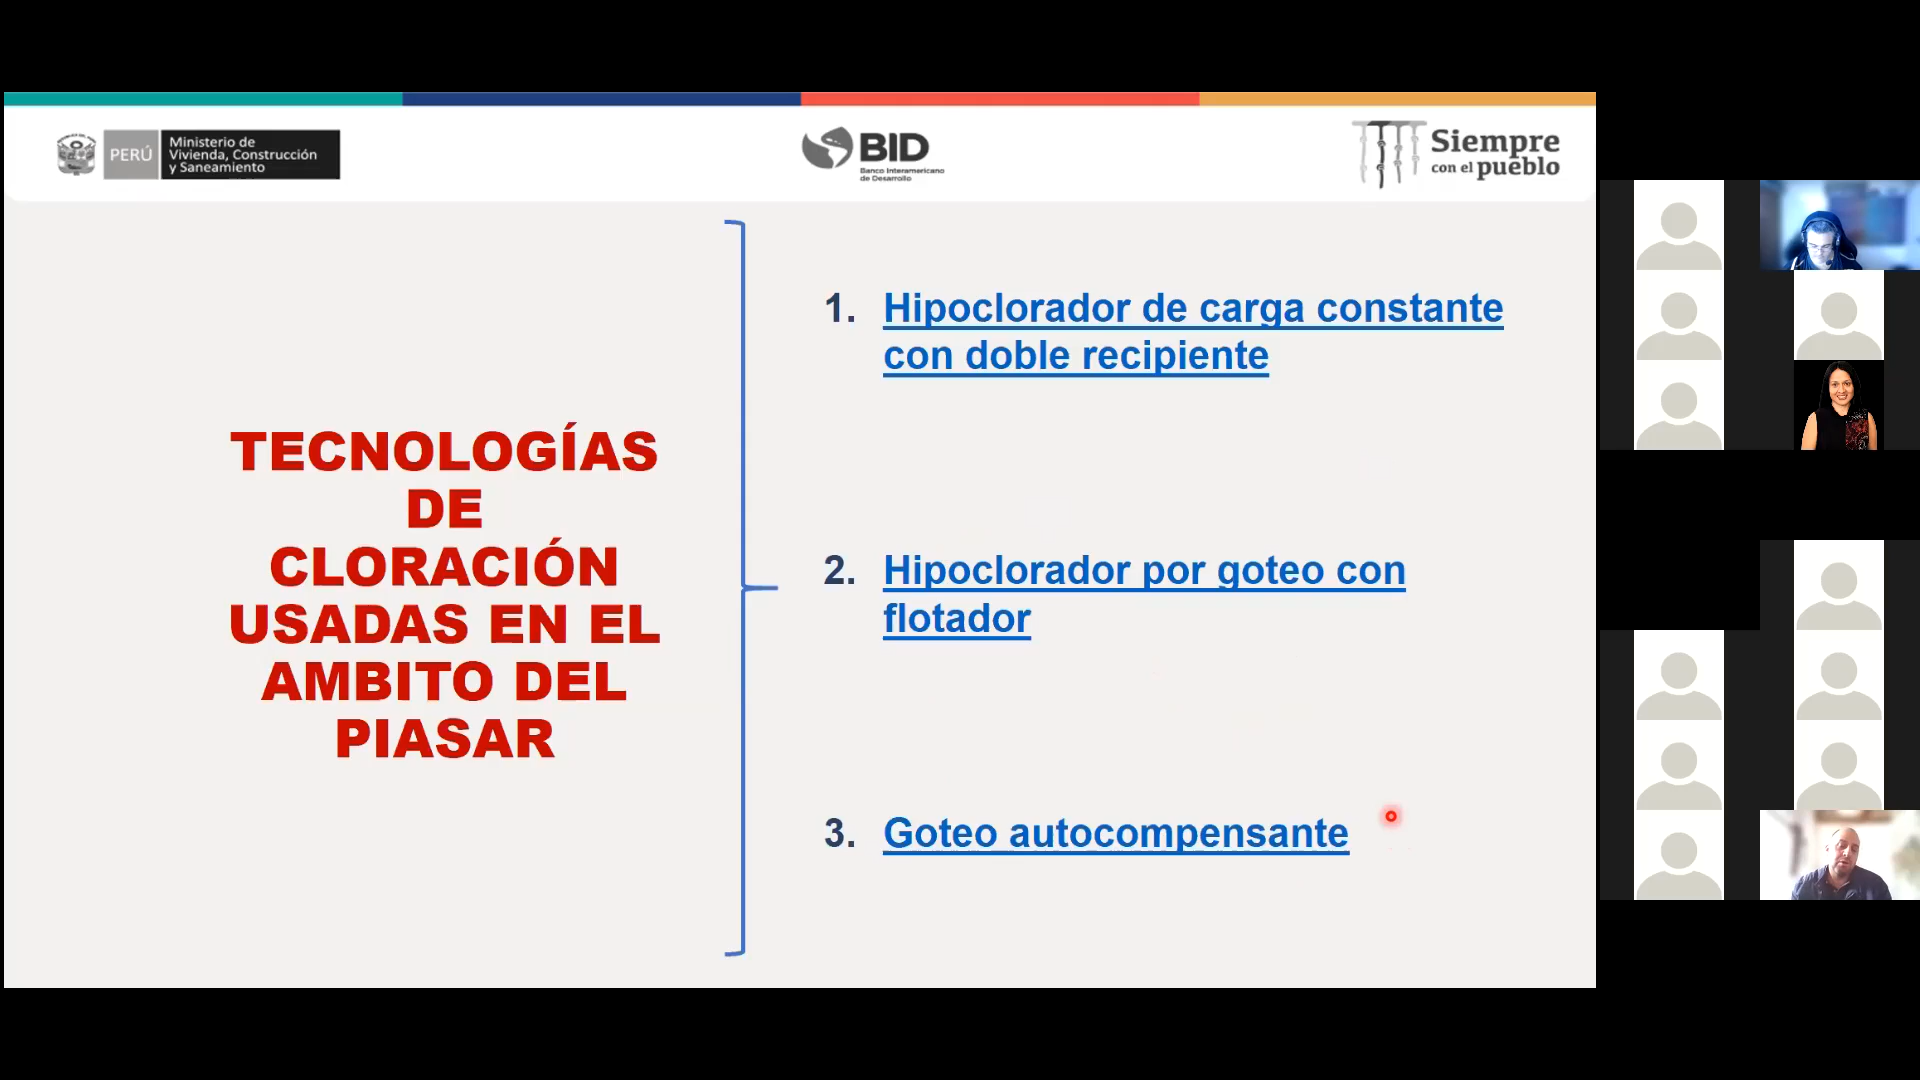 PERÚ
Ministerio de
Vivienda, Construcción
y Saneamiento
BID
Banco Interamericano
de Desarrollo
Siempre
con el pueblo
TECNOLOGÍAS
DE
CLORACIÓN
USADAS EN EL
AMBITO DEL
PIASAR
1. Hipoclorador de carga constante
con doble recipiente
2. Hipoclorador por goteo con
flotador
3. Goteo autocompensante